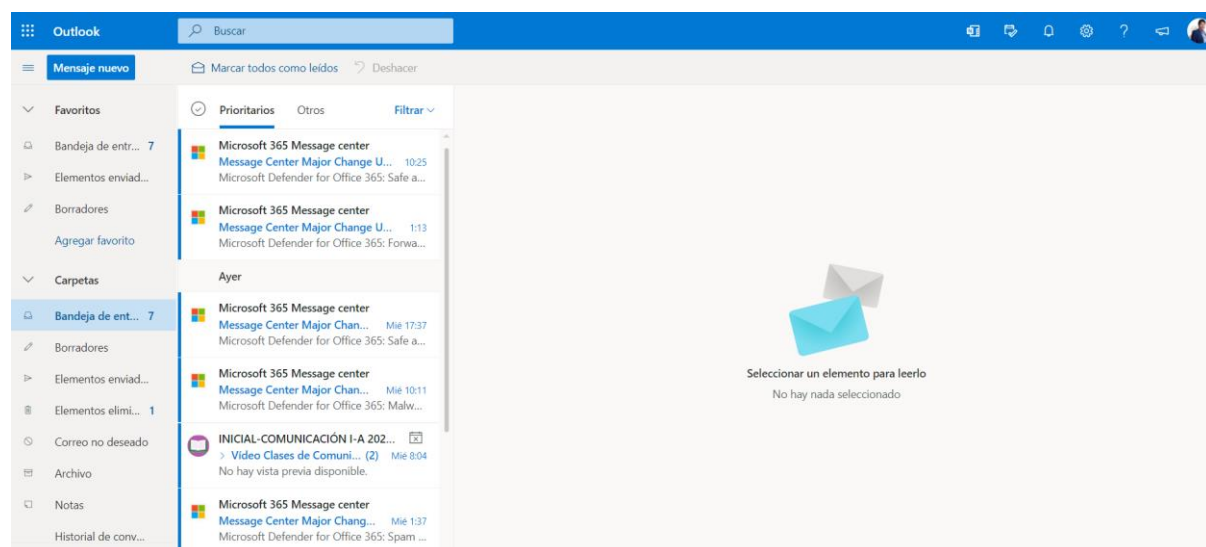 Outlook
Buscar
Mensaje nuevo
Marcar todos como leídos
Deshacer
Favoritos
Bandeja de entr... 7
Elementos enviad...
Borradores
Agregar favorito
Carpetas
Bandeja de ent... 7
Borradores
Elementos enviad...
Elementos elimi... 1
Correo no deseado
Archivo
Notas
Historial de conv...
Prioritarios Otros Filtrar
Microsoft 365 Message center
Message Center Major Change U... 10:25
Microsoft Defender for Office 365: Safe a...
Microsoft 365 Message center
Message Center Major Change U... 1:13
Microsoft Defender for Office 365: Forwa...
Ayer
Microsoft 365 Message center
Message Center Major Chan... Mié 17:37
Microsoft Defender for Office 365: Safe a...
Microsoft 365 Message center
Message Center Major Chan... Mié 10:11
Microsoft Defender for Office 365: Malw...
INICIAL-COMUNICACIÓN I-A 202...
> Vídeo Clases de Comuni... (2) Mié 8:04
No hay vista previa disponible.
Microsoft 365 Message center
Message Center Major Chang... Mié 1:37
Microsoft Defender for Office 365: Spam ...
Seleccionar un elemento para leerlo
No hay nada seleccionado